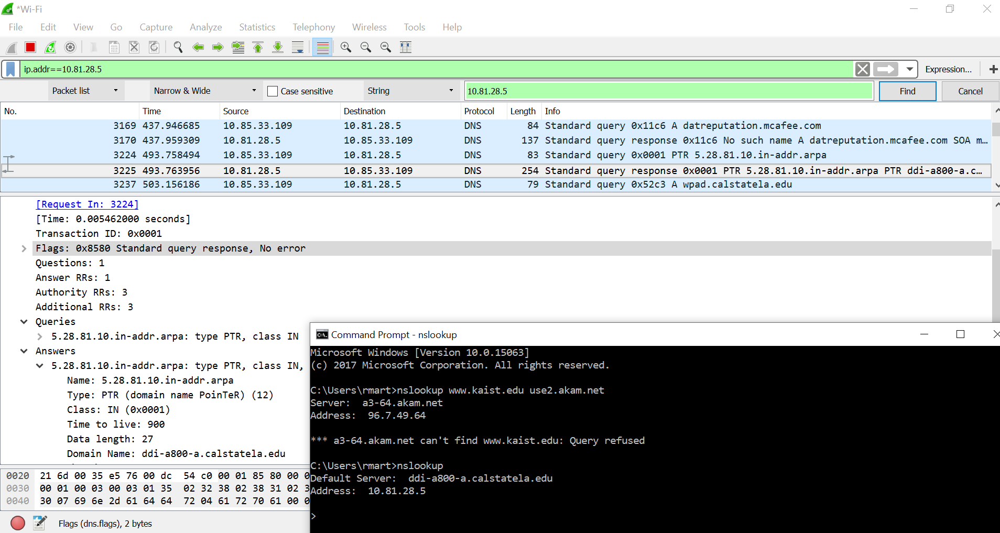 *Wi-Fi
File Edit View Go Capture Analyze Statistics Telephony Wireless Tools Help
ip.addr==10.81.28.5 Expression... +
Packet list Narrow & Wide Case sensitive String 10.81.28.5 Find Cancel
No. Time Source Destination Protocol Length Info
3169 437.946685 10.85.33.109 10.81.28.5 DNS 84 Standard query 0x11c6 A datreputation.mcafee.com
3170 437.959309 10.81.28.5 10.85.33.109 DNS 137 Standard query response 0x11c6 No such name A datreputation.mcafee.com SOA m…
3224 493.758494 10.85.33.109 10.81.28.5 DNS 83 Standard query 0x0001 PTR 5.28.81.10.in-addr.arpa
3225 493.763956 10.81.28.5 10.85.33.109 DNS 254 Standard query response 0x0001 PTR 5.28.81.10.in-addr.arpa PTR ddi-a800-a.c…
3237 503.156186 10.85.33.109 10.81.28.5 DNS 79 Standard query 0x52c3 A wpad.calstatela.edu
[Request In: 3224]
[Time: 0.005462000 seconds]
Transaction ID: 0x0001
Flags: 0x8580 Standard query response, No error
Questions: 1
Answer RRs: 1
Authority RRs: 3
Additional RRs: 3
Queries
5.28.81.10.in-addr.arpa: type PTR, class IN
Answers
5.28.81.10.in-addr.arpa: type PTR, class IN,
Name: 5.28.81.10.in-addr.arpa
Type: PTR (domain name PoinTeR) (12)
Class: IN (0x0001)
Time to live: 900
Data length: 27
Domain Name: ddi-a800-a.calstatela.edu
0020 21 6d 00 35 e5 76 00 dc 54 c0 00 01 85 80 00 0
0030 00 01 00 03 00 03 01 35 02 32 38 02 38 31 02 3
0040 30 07 69 6e 2d 61 64 64 72 04 61 72 70 61 00 0
Flags (dns.flags), 2 bytes
Command Prompt - nslookup
Microsoft Windows [Version 10.0.15063]
(c) 2017 Microsoft Corporation. All rights reserved.
C:\Users\rmart>nslookup www.kaist.edu use2.akam.net
Server: a3-64.akam.net
Address: 96.7.49.64
*** a3-64.akam.net can't find www.kaist.edu: Query refused
C:\Users\rmart>nslookup
Default Server: ddi-a800-a.calstatela.edu
Address: 10.81.28.5
>